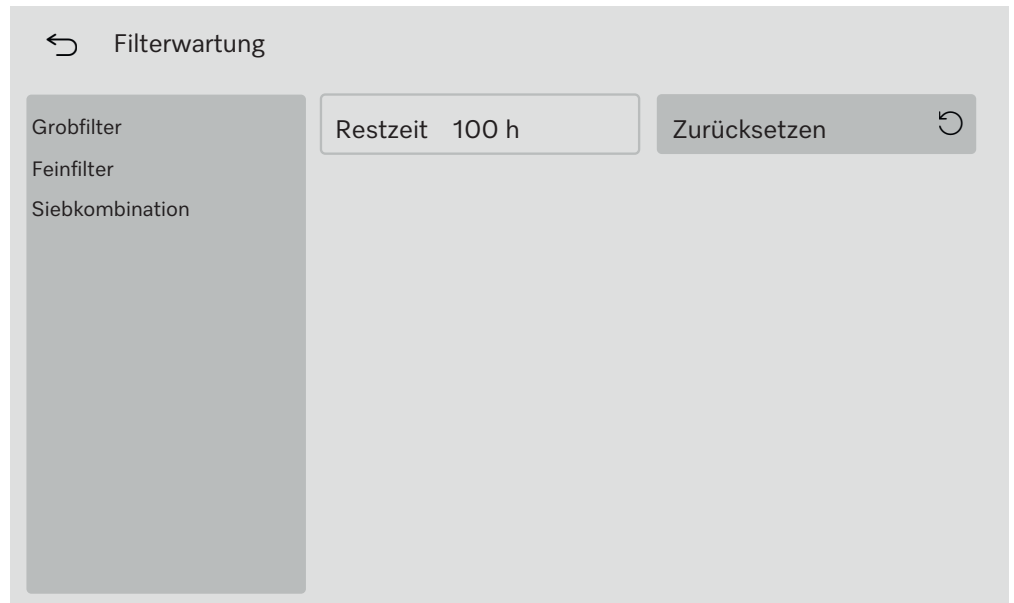 Filterwartung
Grobfilter
Feinfilter
Siebkombination
Restzeit 100 h
Zurücksetzen